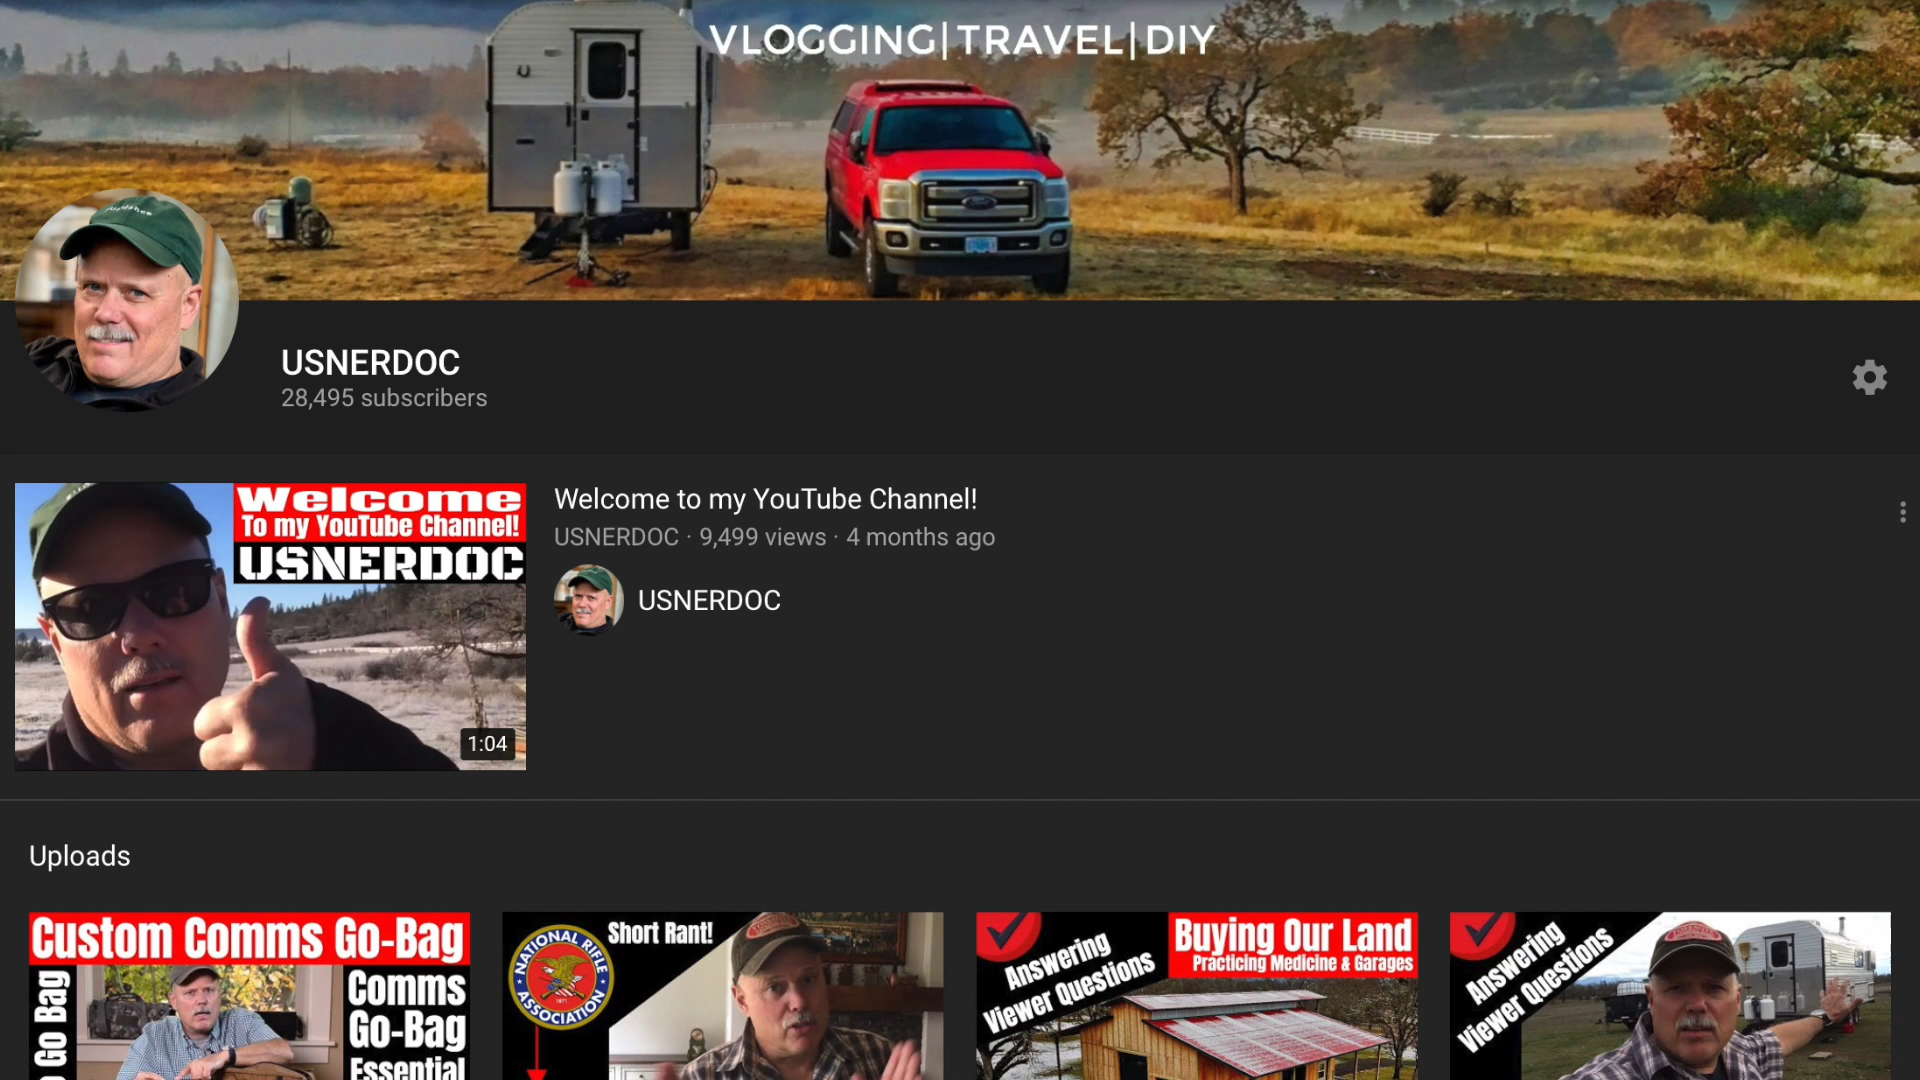 VLOGGING|TRAVEL|DIY
USNERDOC
28,495 subscribers
Welcome
To my YouTube Channel!
USNERDOC
1:04
Welcome to my YouTube Channel!
USNERDOC · 9,499 views · 4 months ago
USNERDOC
Uploads
Custom Comms Go-Bag
Go Bag
Comms
Go-Bag
Essential
NATIONAL RIFLE
ASSOCIATION
1871
Short Rant!
Answering
Viewer Questions
Buying Our Land
Practicing Medicine & Garages
Answering
Viewer Questions